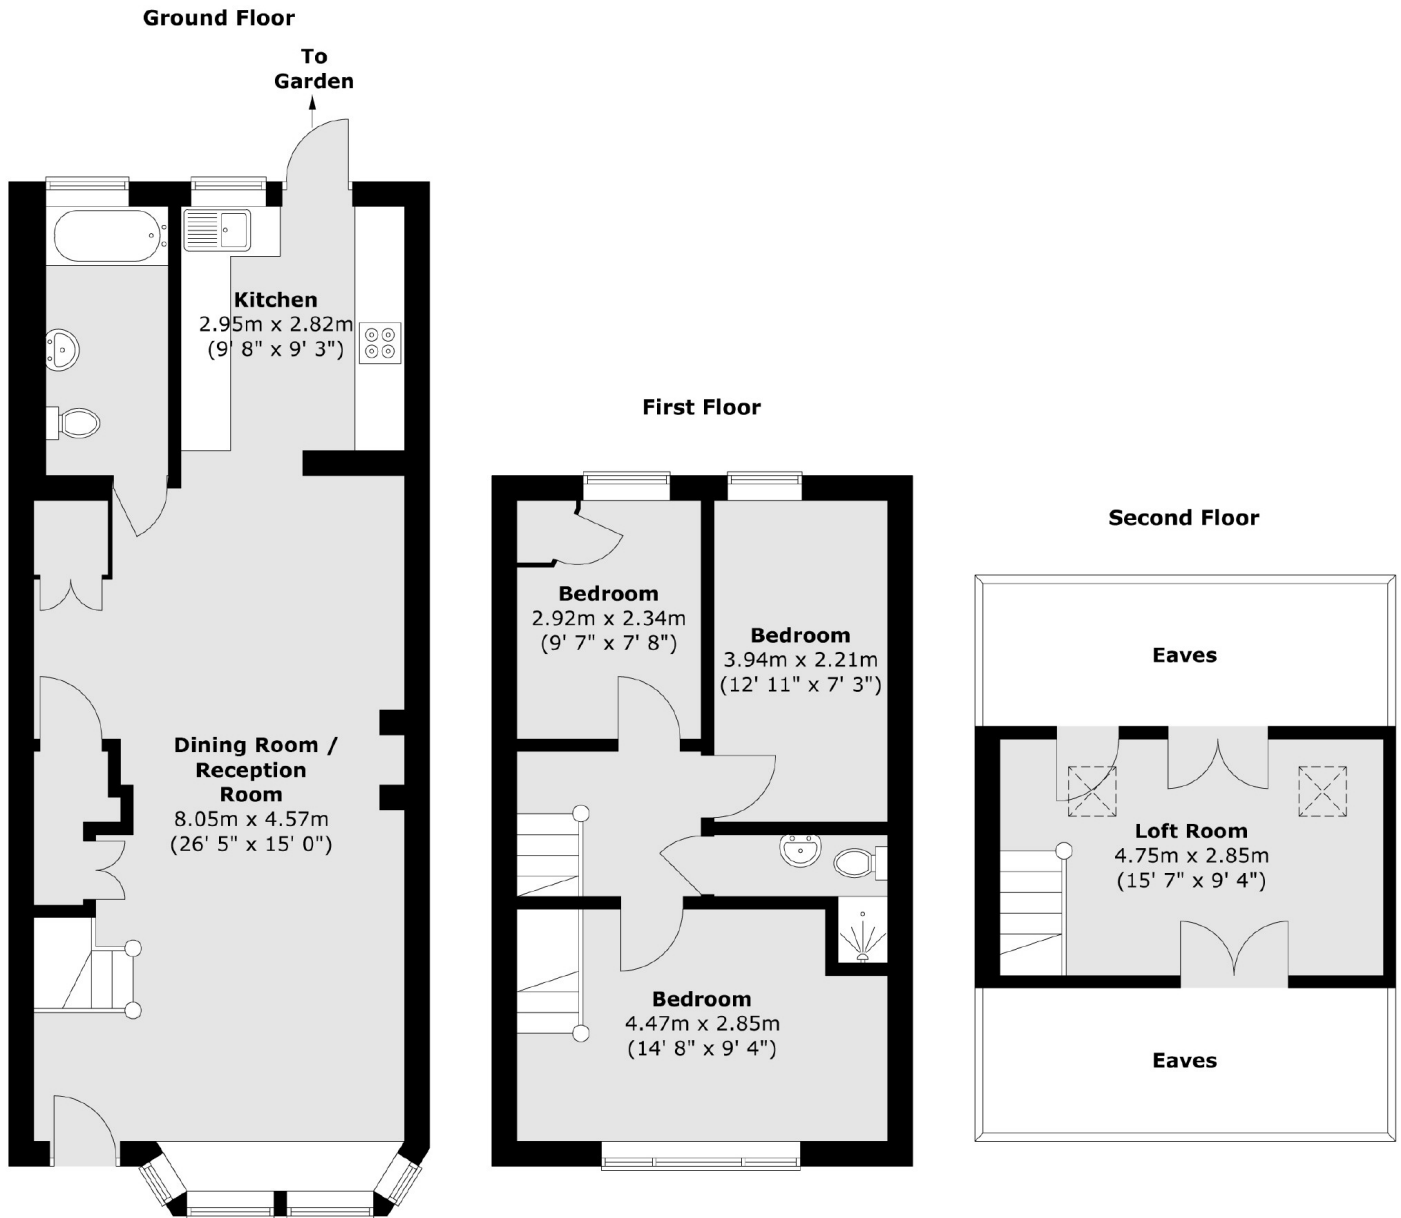 Ground Floor
To
Garden
Kitchen
2.95m x 2.82m
(9' 8" x 9' 3")
Dining Room /
Reception
Room
8.05m x 4.57m
(26' 5" x 15' 0")
First Floor
Bedroom
2.92m x 2.34m
(9' 7" x 7' 8")
Bedroom
3.94m x 2.21m
(12' 11" x 7' 3")
Bedroom
4.47m x 2.85m
(14' 8" x 9' 4")
Second Floor
Eaves
Loft Room
4.75m x 2.85m
(15' 7" x 9' 4")
Eaves